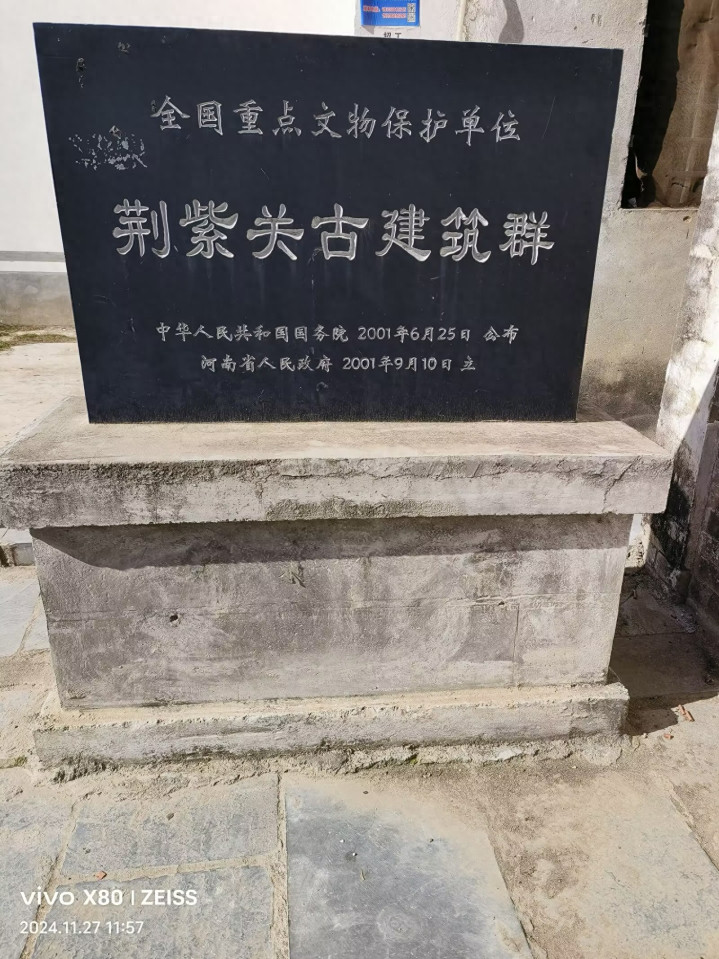 招工
全国重点文物保护单位
荆紫关古建筑群
中华人民共和国国务院 2001年6月25日 公布
河南省人民政府 2001年9月10日 立
vivo X80 | ZEISS
2024.11.27 11:57